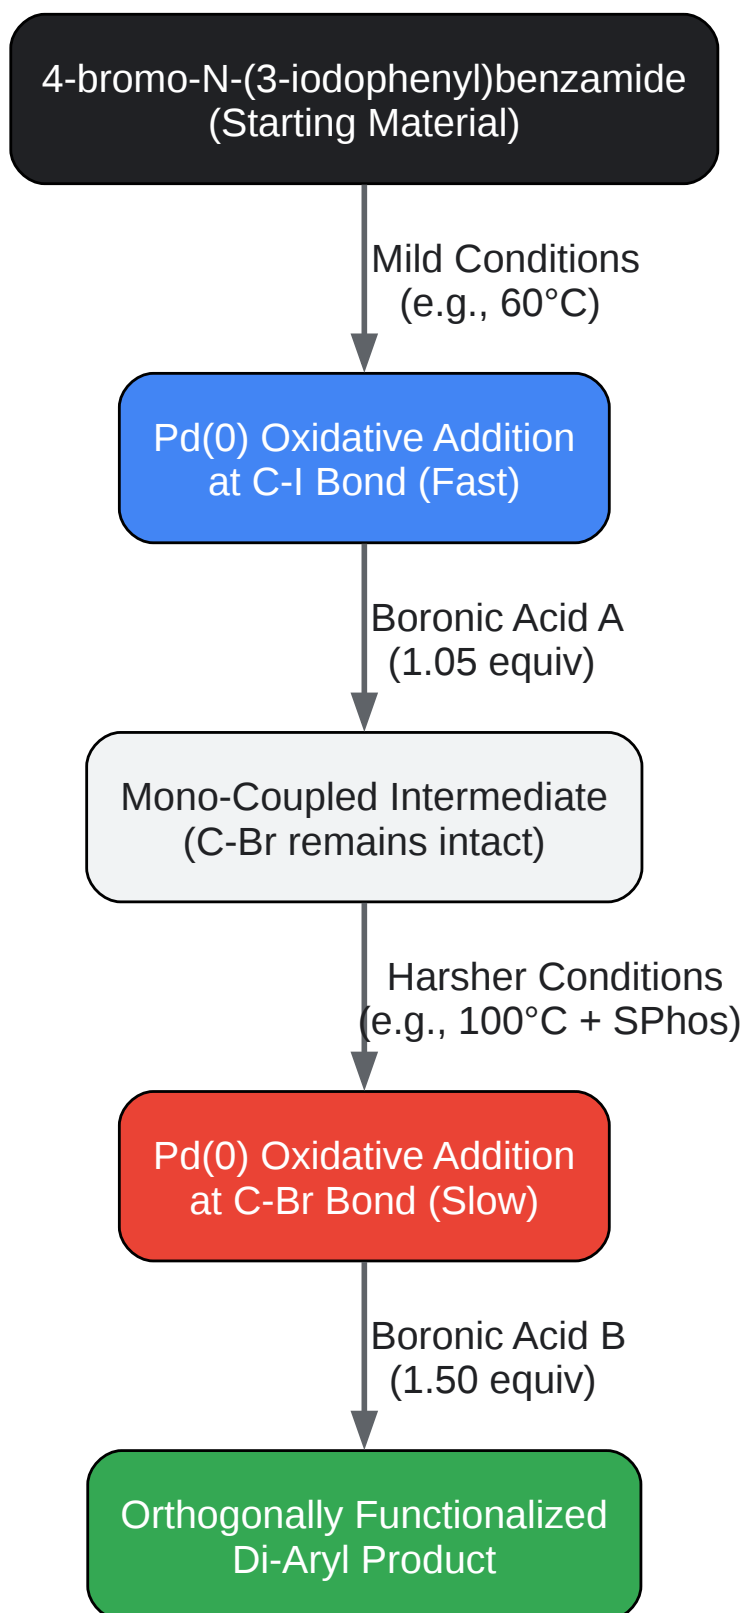 4-bromo-N-(3-iodophenyl)benzamide
(Starting Material)
Mild Conditions
(e.g., 60°C)
Pd(0) Oxidative Addition
at C-I Bond (Fast)
Boronic Acid A
(1.05 equiv)
Mono-Coupled Intermediate
(C-Br remains intact)
Harsher Conditions
(e.g., 100°C + SPhos)
Pd(0) Oxidative Addition
at C-Br Bond (Slow)
Boronic Acid B
(1.50 equiv)
Orthogonally Functionalized
Di-Aryl Product